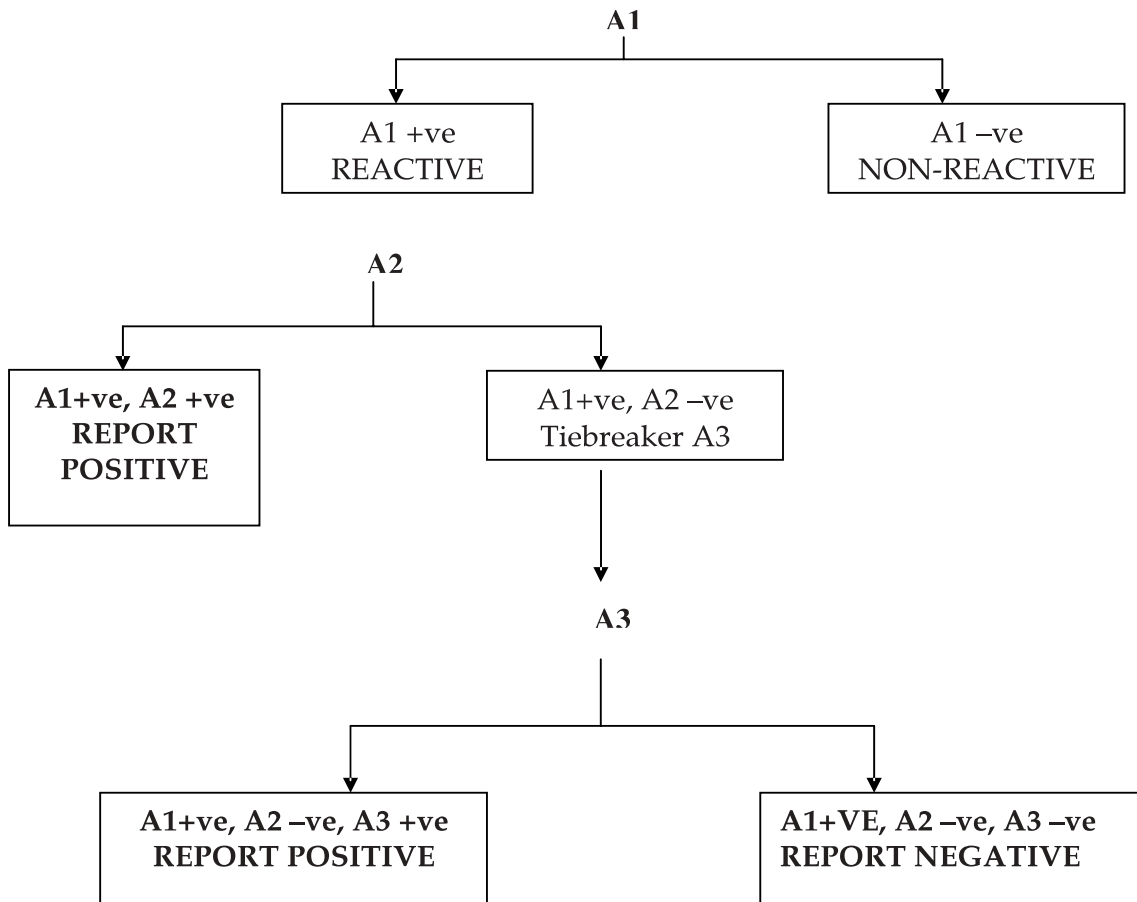 A1
A1 +ve
REACTIVE
A1 –ve
NON-REACTIVE
A2
A1+ve, A2 +ve
REPORT
POSITIVE
A1+ve, A2 –ve
Tiebreaker A3
A3
A1+ve, A2 –ve, A3 +ve
REPORT POSITIVE
A1+VE, A2 –ve, A3 –ve
REPORT NEGATIVE